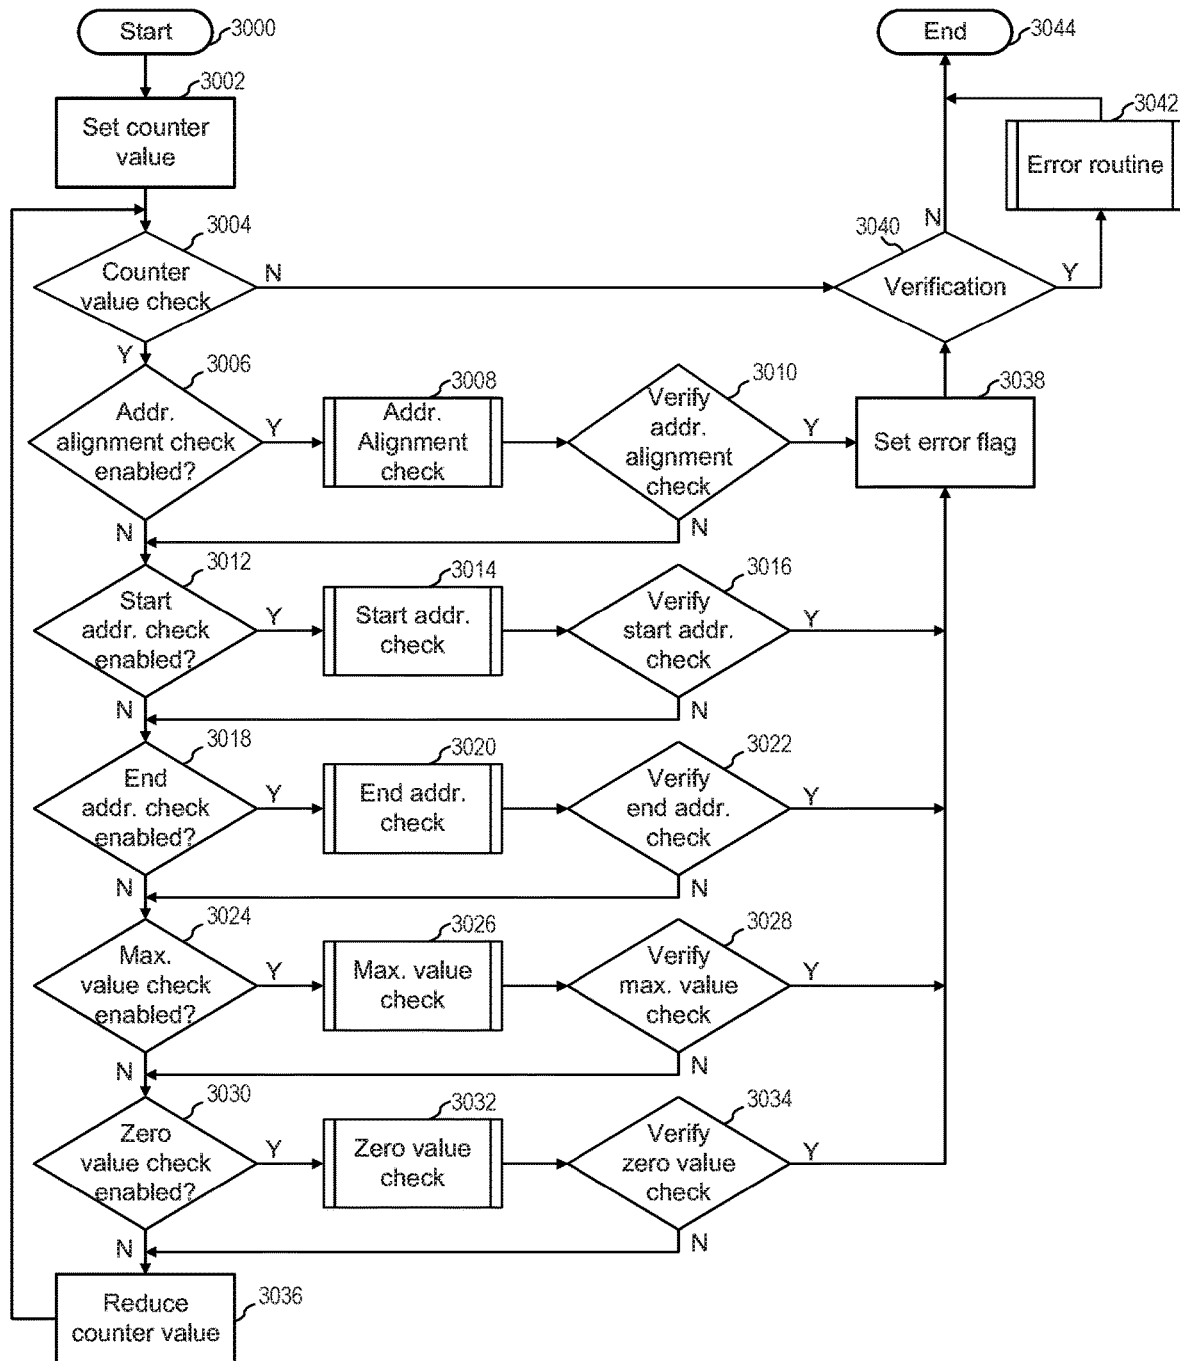 Start
3000
End
3044
3002
Set counter
value
3042
Error routine
3004
Counter
value check
N
Y
3040
Verification
N
Y
3006
Addr.
alignment check
enabled?
Y
N
3008
Addr.
Alignment
check
3010
Verify
addr.
alignment
check
Y
N
3038
Set error flag
3012
Start
addr. check
enabled?
Y
N
3014
Start addr.
check
3016
Verify
start addr.
check
Y
N
3018
End
addr. check
enabled?
Y
N
3020
End addr.
check
3022
Verify
end addr.
check
Y
N
3024
Max.
value check
enabled?
Y
N
3026
Max. value
check
3028
Verify
max. value
check
Y
N
3030
Zero
value check
enabled?
Y
N
3032
Zero value
check
3034
Verify
zero value
check
Y
N
Reduce
counter value
3036